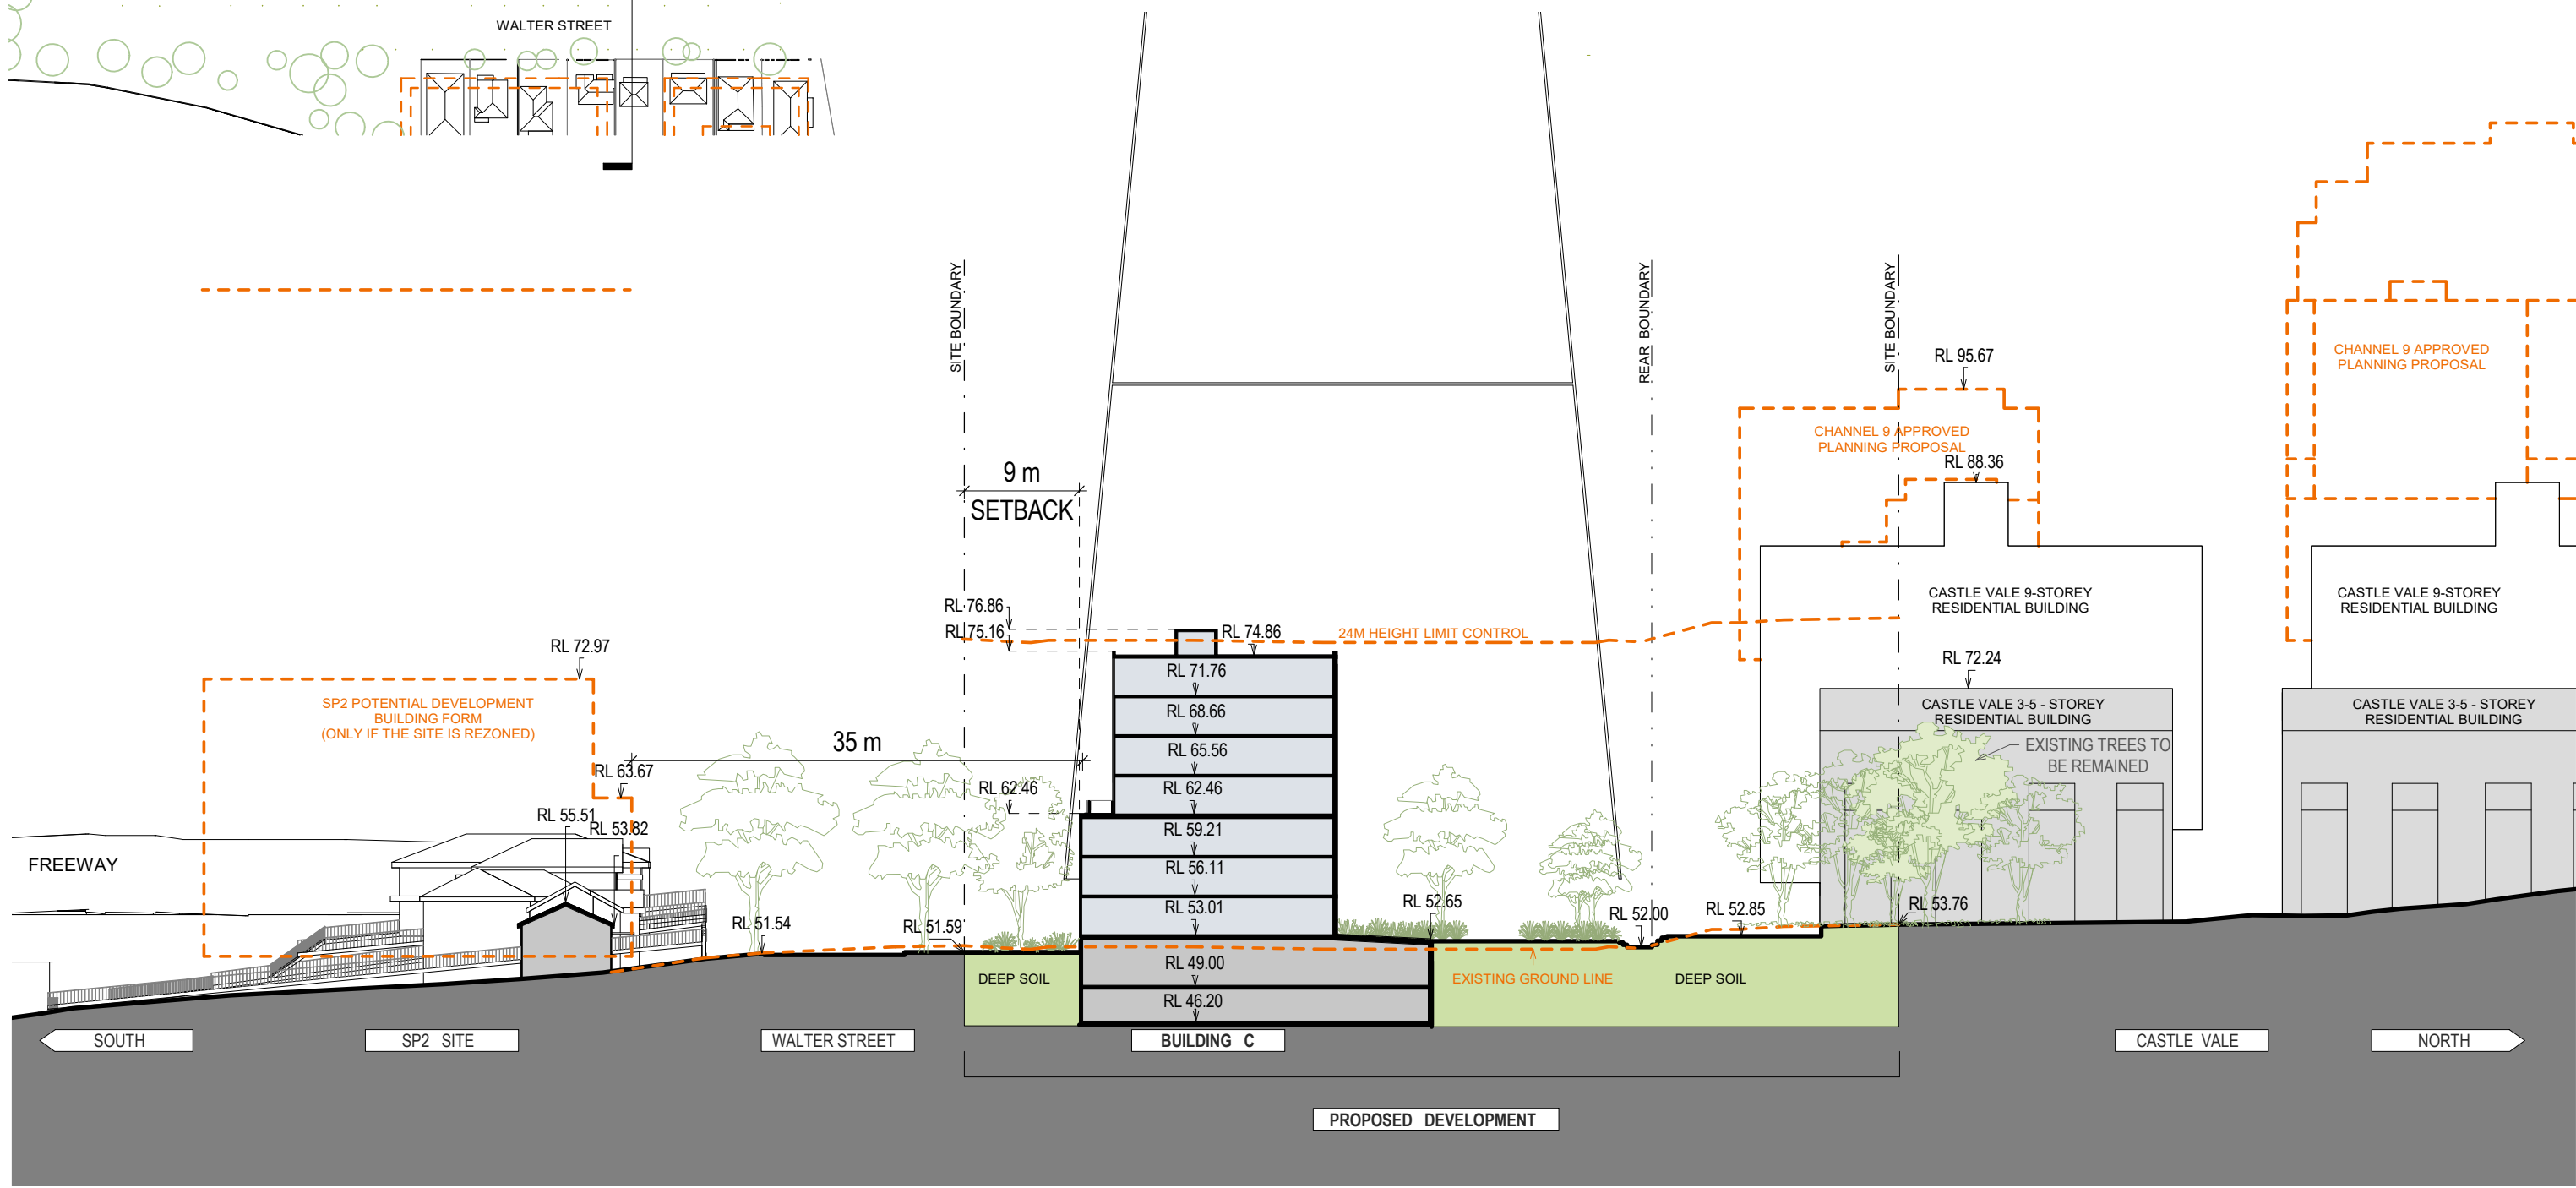 WALTER STREET
SITE BOUNDARY
REAR BOUNDARY
SITE BOUNDARY
RL 95.67
CHANNEL 9 APPROVED
PLANNING PROPOSAL
CHANNEL 9 APPROVED
PLANNING PROPOSAL
RL 88.36
9 m
SETBACK
CASTLE VALE 9-STOREY
RESIDENTIAL BUILDING
CASTLE VALE 9-STOREY
RESIDENTIAL BUILDING
RL 76.86
RL 75.16
RL 74.86
24M HEIGHT LIMIT CONTROL
RL 72.97
RL 72.24
RL 71.76
SP2 POTENTIAL DEVELOPMENT
BUILDING FORM
(ONLY IF THE SITE IS REZONED)
CASTLE VALE 3-5 - STOREY
RESIDENTIAL BUILDING
CASTLE VALE 3-5 - STOREY
RESIDENTIAL BUILDING
RL 68.66
35 m
RL 65.56
EXISTING TREES TO
BE REMAINED
RL 63.67
RL 62.46
RL 62.46
RL 55.51
RL 53.82
RL 59.21
FREEWAY
RL 56.11
RL 53.01
RL 52.65
RL 53.76
RL 52.85
RL 52.00
RL 51.54
RL 51.59
RL 49.00
DEEP SOIL
EXISTING GROUND LINE
DEEP SOIL
RL 46.20
SOUTH
SP2 SITE
WALTER STREET
BUILDING C
CASTLE VALE
NORTH
PROPOSED DEVELOPMENT